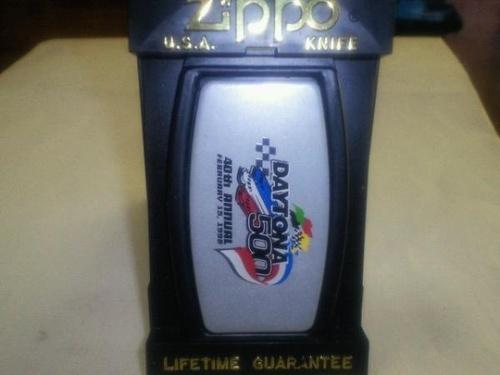 Zippo
U.S.A. KNIFE
DAYTONA
500
40th ANNUAL
FEBRUARY 15, 1998
LIFETIME GUARANTEE